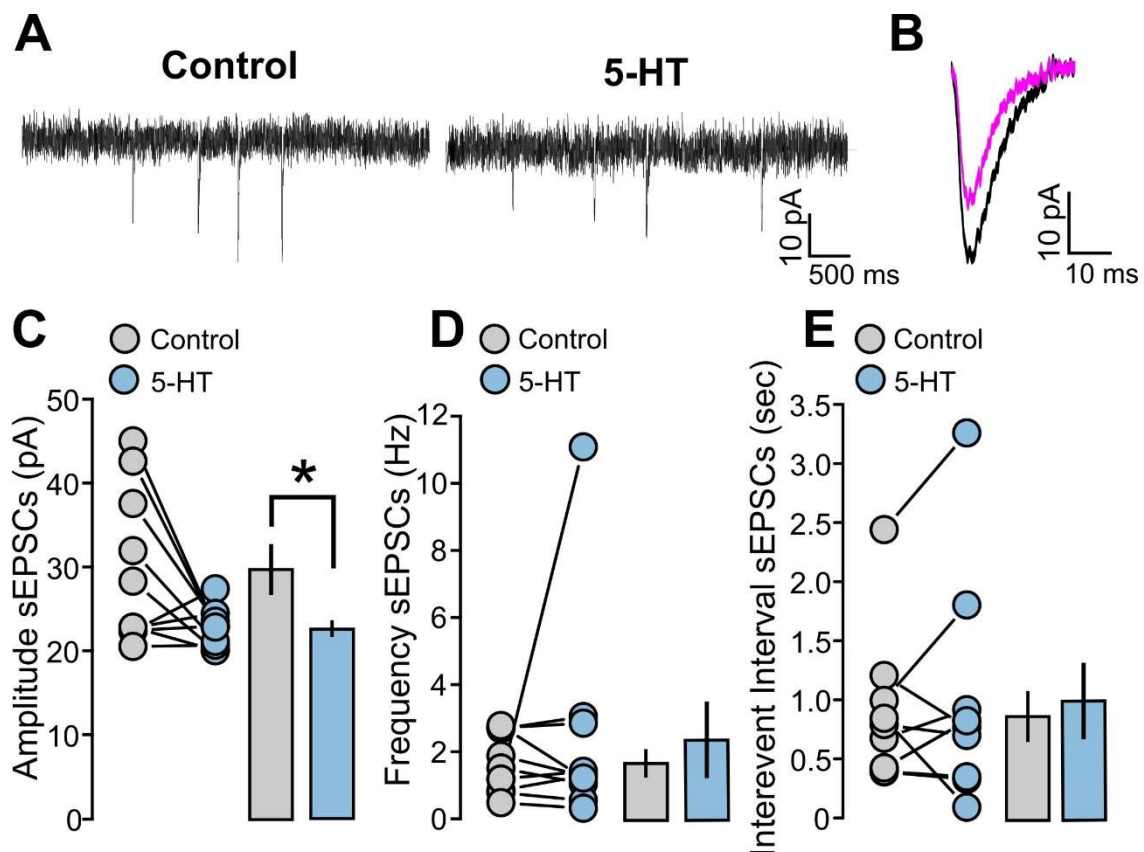 A
Control
5-HT
10 pA
500 ms
B
10 pA
10 ms
C
Control
5-HT
Amplitude sEPSCs (pA)
50
40
30
20
10
0
*
D
Control
5-HT
Frequency sEPSCs (Hz)
12
10
8
6
4
2
0
E
Control
5-HT
Interevent Interval sEPSCs (sec)
3.5
3.0
2.5
2.0
1.5
1.0
0.5
0